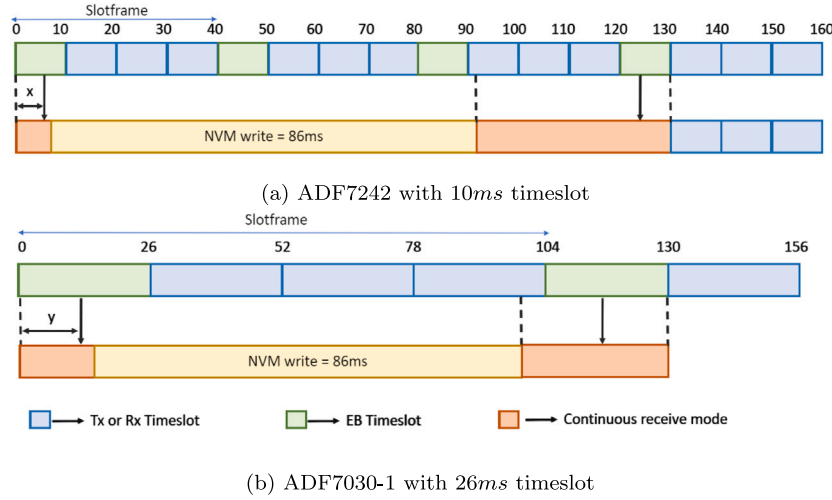 Slotframe
0 10 20 30 40 50 60 70 80 90 100 110 120 130 140 150 160
x
NVM write = 86ms
(a) ADF7242 with 10ms timeslot
Slotframe
0 26 52 78 104 130 156
y
NVM write = 86ms
Tx or Rx Timeslot EB Timeslot Continuous receive mode
(b) ADF7030-1 with 26ms timeslot